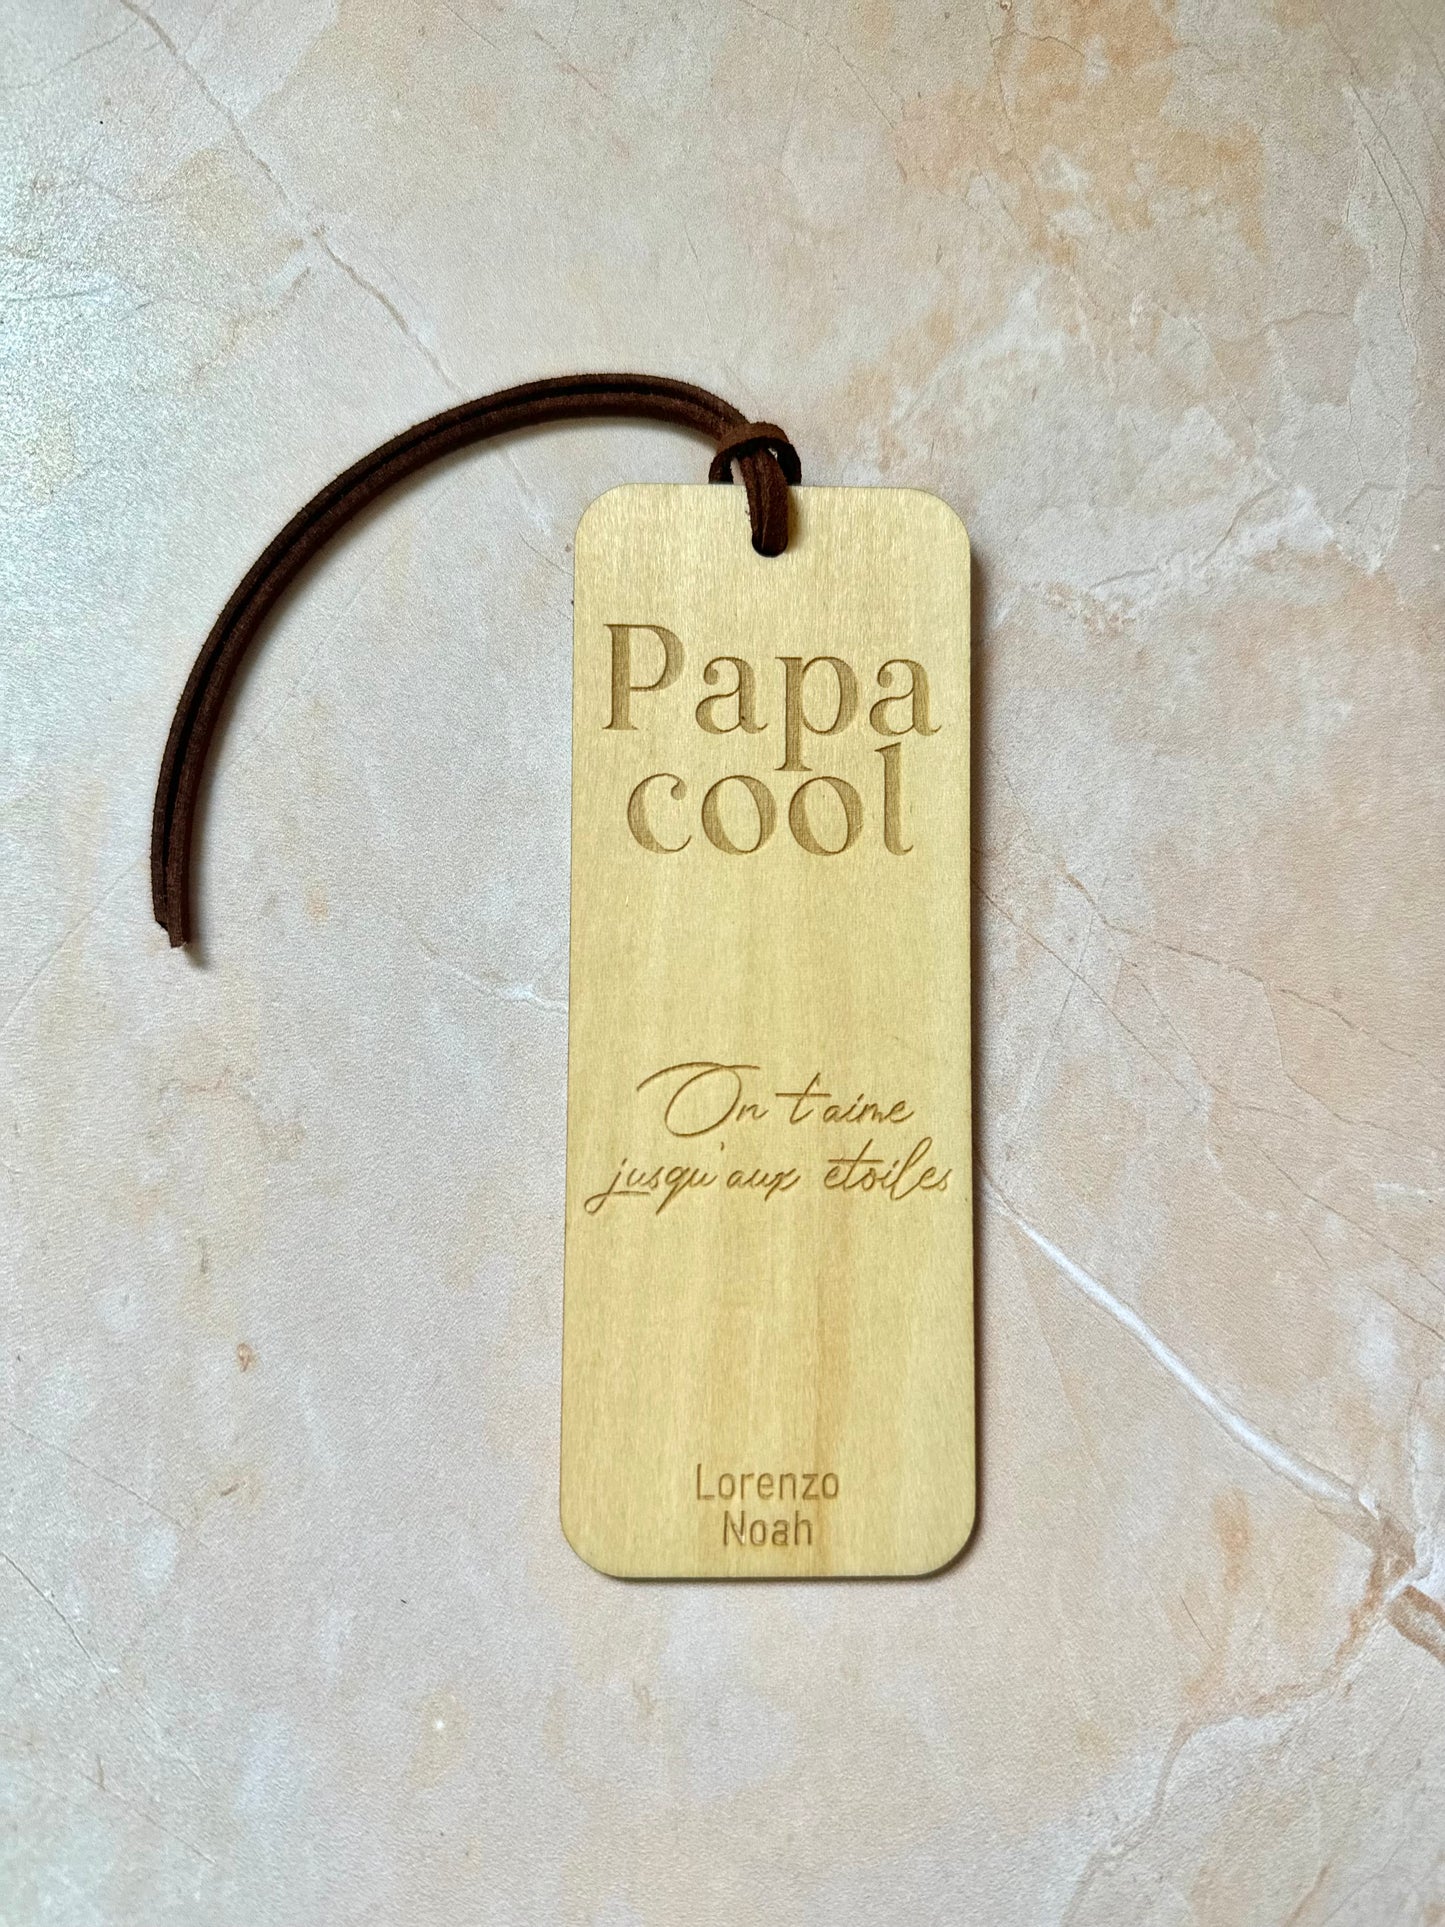 Papa
cool
On t'aime
jusqu'aux étoiles
Lorenzo
Noah